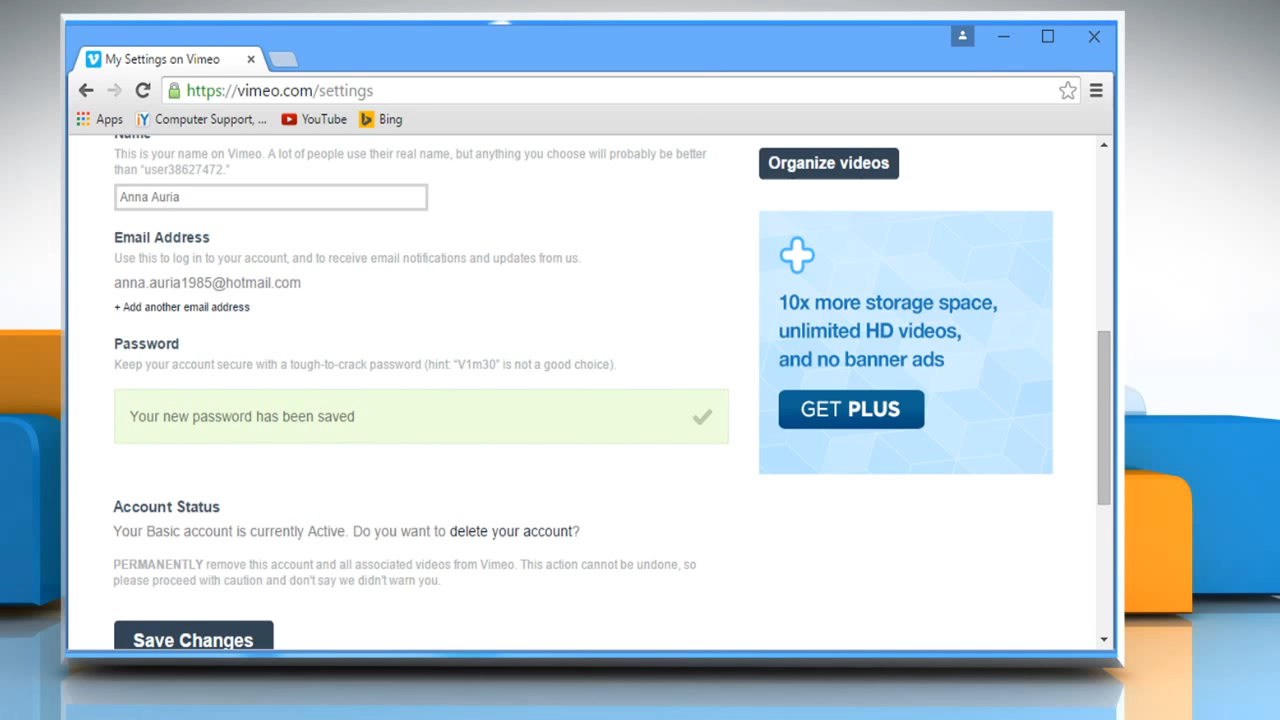 My Settings on Vimeo
https://vimeo.com/settings
Apps
iY Computer Support, ...
YouTube
Bing
Name
This is your name on Vimeo. A lot of people use their real name, but anything you choose will probably be better
than “user38627472.”
Anna Auria
Email Address
Use this to log in to your account, and to receive email notifications and updates from us.
anna.auria1985@hotmail.com
+ Add another email address
Password
Keep your account secure with a tough-to-crack password (hint: “V1m30” is not a good choice).
Your new password has been saved
Account Status
Your Basic account is currently Active. Do you want to delete your account?
PERMANENTLY remove this account and all associated videos from Vimeo. This action cannot be undone, so
please proceed with caution and don't say we didn't warn you.
Save Changes
Organize videos
10x more storage space,
unlimited HD videos,
and no banner ads
GET PLUS